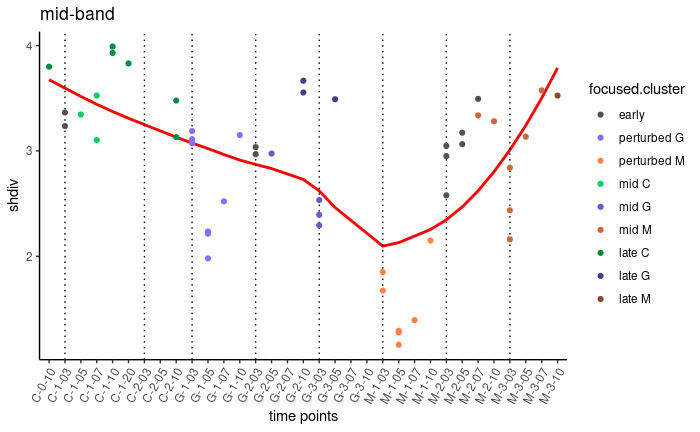 mid-band
4
3
2
shdiv
C-0-10
C-1-03
C-1-05
C-1-07
C-1-10
C-1-20
C-2-03
C-2-05
C-2-10
G-1-03
G-1-05
G-1-07
G-1-10
G-2-03
G-2-05
G-2-07
G-2-10
G-3-03
G-3-05
G-3-07
G-3-10
M-1-03
M-1-05
M-1-07
M-1-10
M-2-03
M-2-05
M-2-07
M-2-10
M-3-03
M-3-05
M-3-07
M-3-10
time points
focused.cluster
early
perturbed G
perturbed M
mid C
mid G
mid M
late C
late G
late M